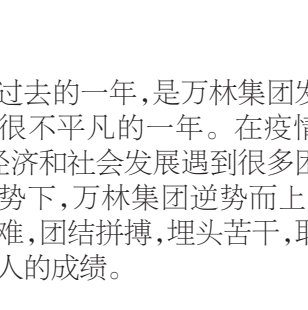 过去的一年,是万林集团发
很不平凡的一年。在疫情
经济和社会发展遇到很多困
势下,万林集团逆势而上
难,团结拼搏,埋头苦干,取
人的成绩。